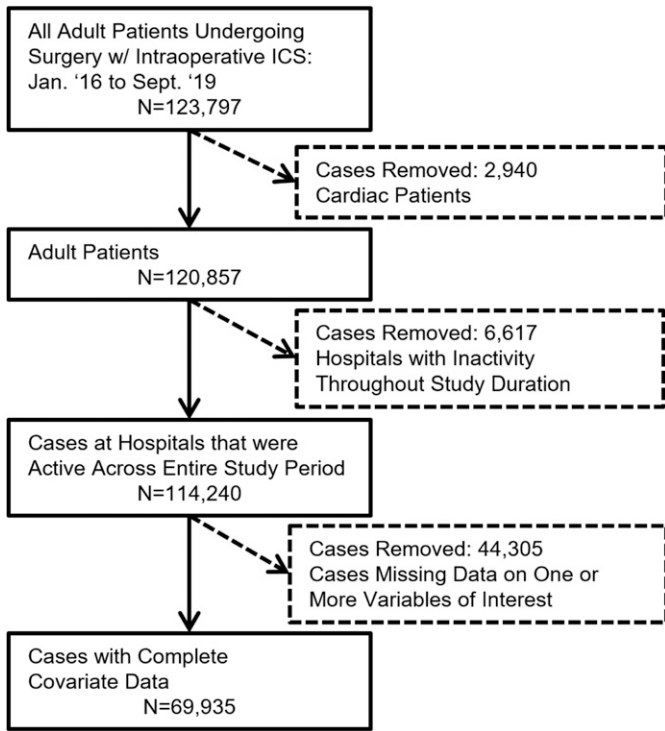 All Adult Patients Undergoing
Surgery w/ Intraoperative ICS:
Jan. ‘16 to Sept. ‘19
N=123,797
Cases Removed: 2,940
Cardiac Patients
Adult Patients
N=120,857
Cases Removed: 6,617
Hospitals with Inactivity
Throughout Study Duration
Cases at Hospitals that were
Active Across Entire Study Period
N=114,240
Cases Removed: 44,305
Cases Missing Data on One or
More Variables of Interest
Cases with Complete
Covariate Data
N=69,935